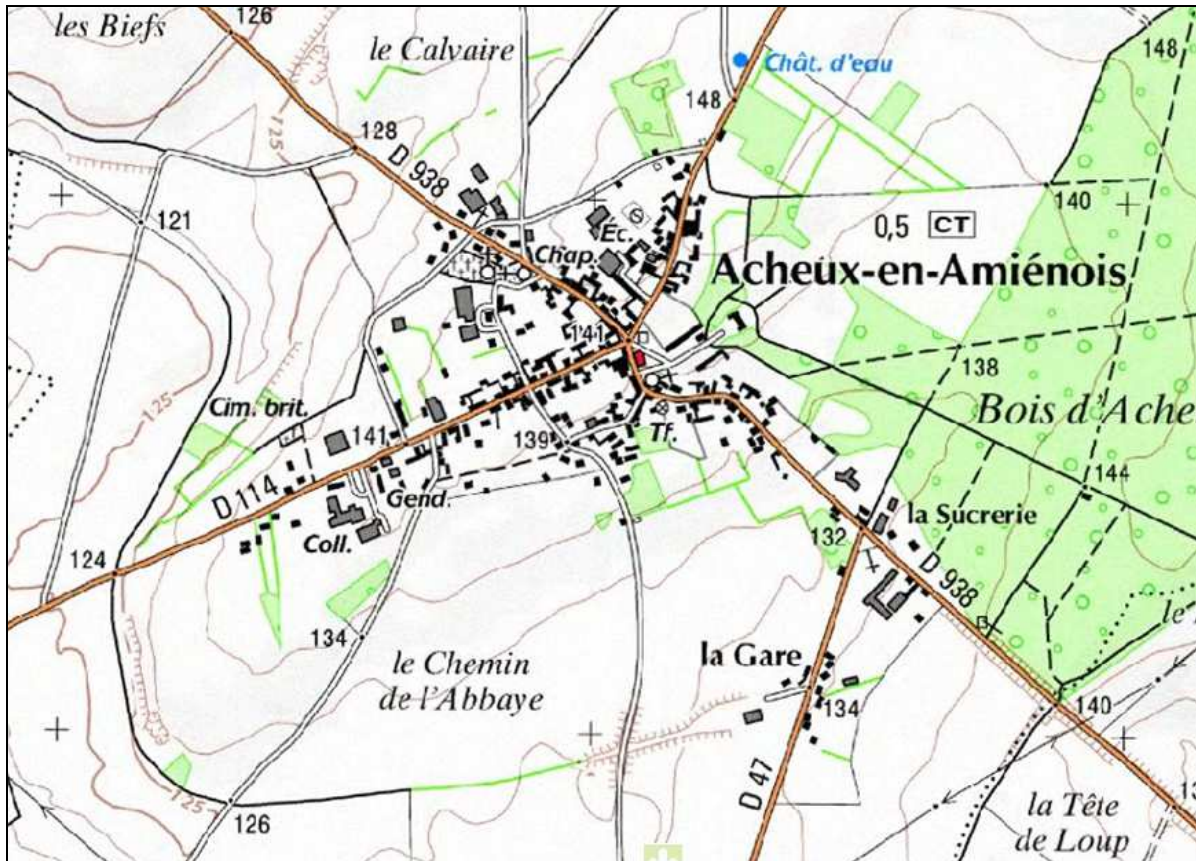 les Biefs
126
le Calvaire
Chât. d'eau
148
148
128
D 938
125
121
140
0,5 CT
Éc.
Chap.
Acheux-en-Amiénois
141
138
125
Cim. brit.
Bois d'Ache
141
139
Tf.
144
D 114
Gend.
la Sucrerie
Coll.
132
124
D 938
134
le Chemin
de l'Abbaye
la Gare
134
140
D 47
125
126
la Tête
de Loup